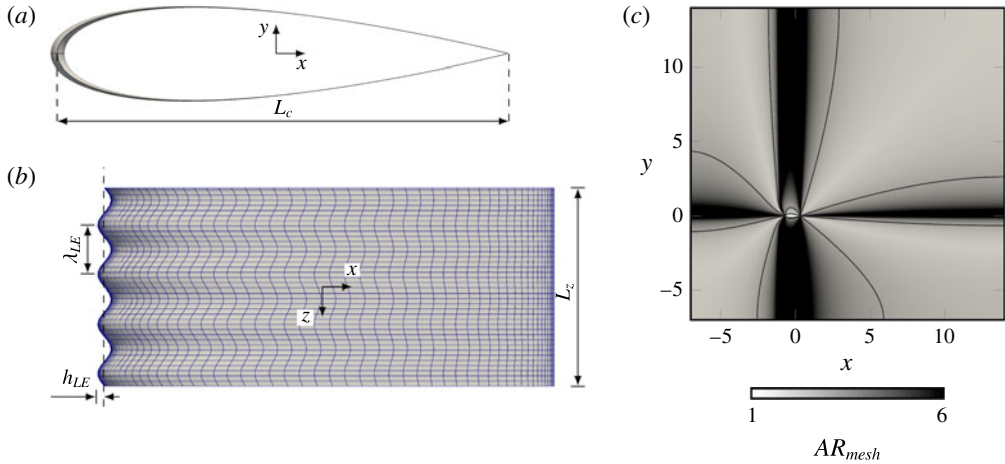 (a)
y
x
L_c
(b)
λ_LE
x
z
L_z
h_LE
(c)
10
5
y
0
−5
−5 0 5 10
x
1 6
AR_mesh